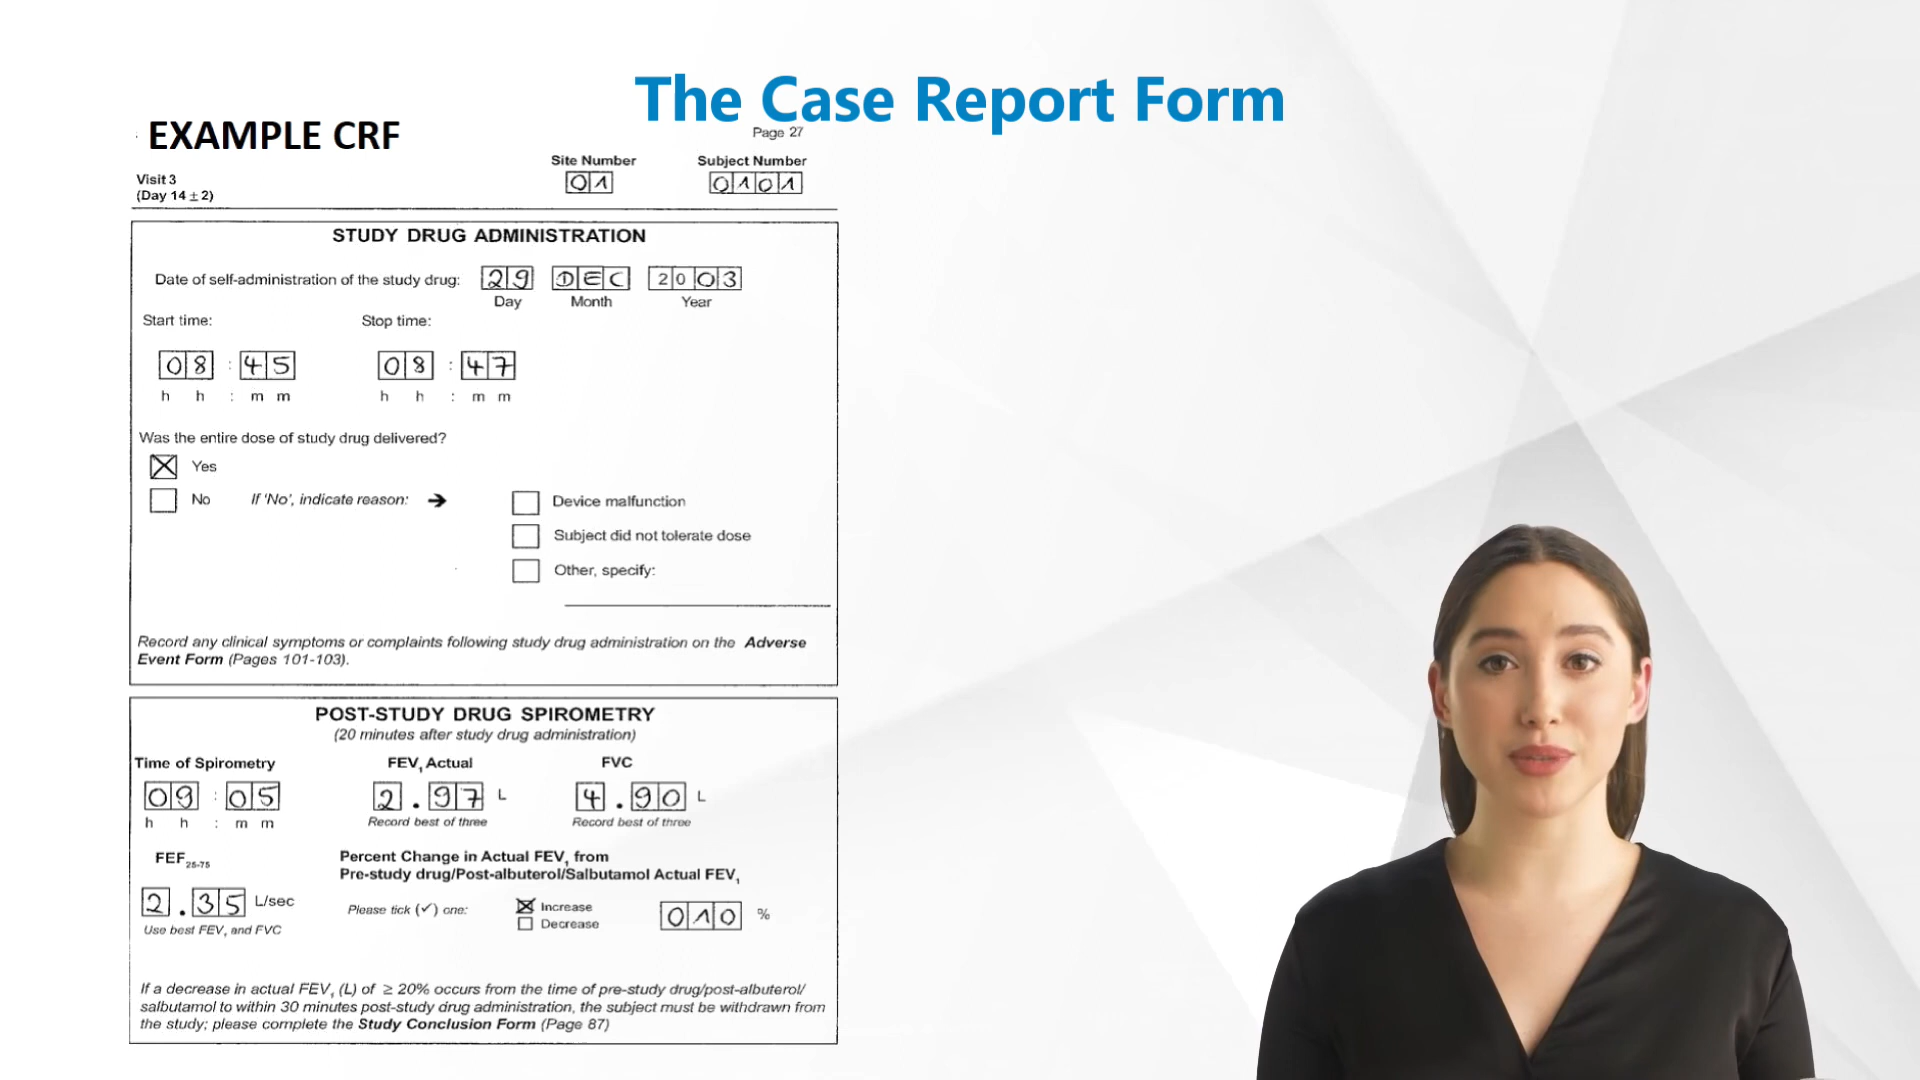 The Case Report Form
EXAMPLE CRF
Page 27
Site Number Subject Number
01 0101
Visit 3
(Day 14 ± 2)
STUDY DRUG ADMINISTRATION
Date of self-administration of the study drug: 29 DEC 2003
Day Month Year
Start time: Stop time:
08 : 45 08 : 47
h h : m m h h : m m
Was the entire dose of study drug delivered?
Yes
No If 'No', indicate reason: ➔ Device malfunction
Subject did not tolerate dose
Other, specify:
Record any clinical symptoms or complaints following study drug administration on the Adverse
Event Form (Pages 101-103).
POST-STUDY DRUG SPIROMETRY
(20 minutes after study drug administration)
Time of Spirometry FEV1 Actual FVC
09 : 05 2.97 L 4.90 L
h h : m m Record best of three Record best of three
FEF25-75 Percent Change in Actual FEV1 from
Pre-study drug/Post-albuterol/Salbutamol Actual FEV1
2.35 L/sec Please tick (✓) one: Increase 010 %
Decrease
Use best FEV1 and FVC
If a decrease in actual FEV1 (L) of ≥ 20% occurs from the time of pre-study drug/post-albuterol/
salbutamol to within 30 minutes post-study drug administration, the subject must be withdrawn from
the study; please complete the Study Conclusion Form (Page 87)